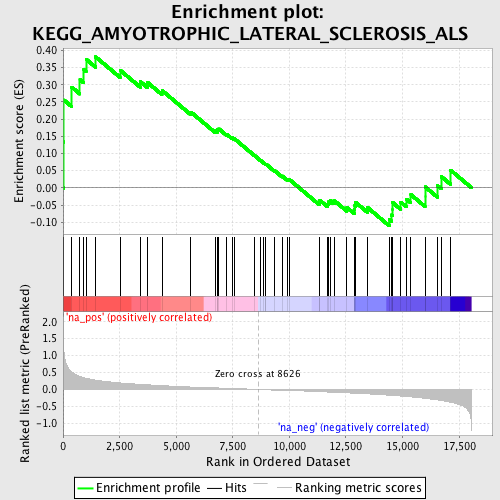 Enrichment plot:
KEGG_AMYOTROPHIC_LATERAL_SCLEROSIS_ALS
Enrichment score (ES)
0.40
0.35
0.30
0.25
0.20
0.15
0.10
0.05
0.00
-0.05
-0.10
'na_pos' (positively correlated)
Ranked list metric (PreRanked)
2.0
1.5
1.0
0.5
0.0
-0.5
-1.0
Zero cross at 8626
'na_neg' (negatively correlated)
0 2,500 5,000 7,500 10,000 12,500 15,000 17,500
Rank in Ordered Dataset
Enrichment profile Hits Ranking metric scores